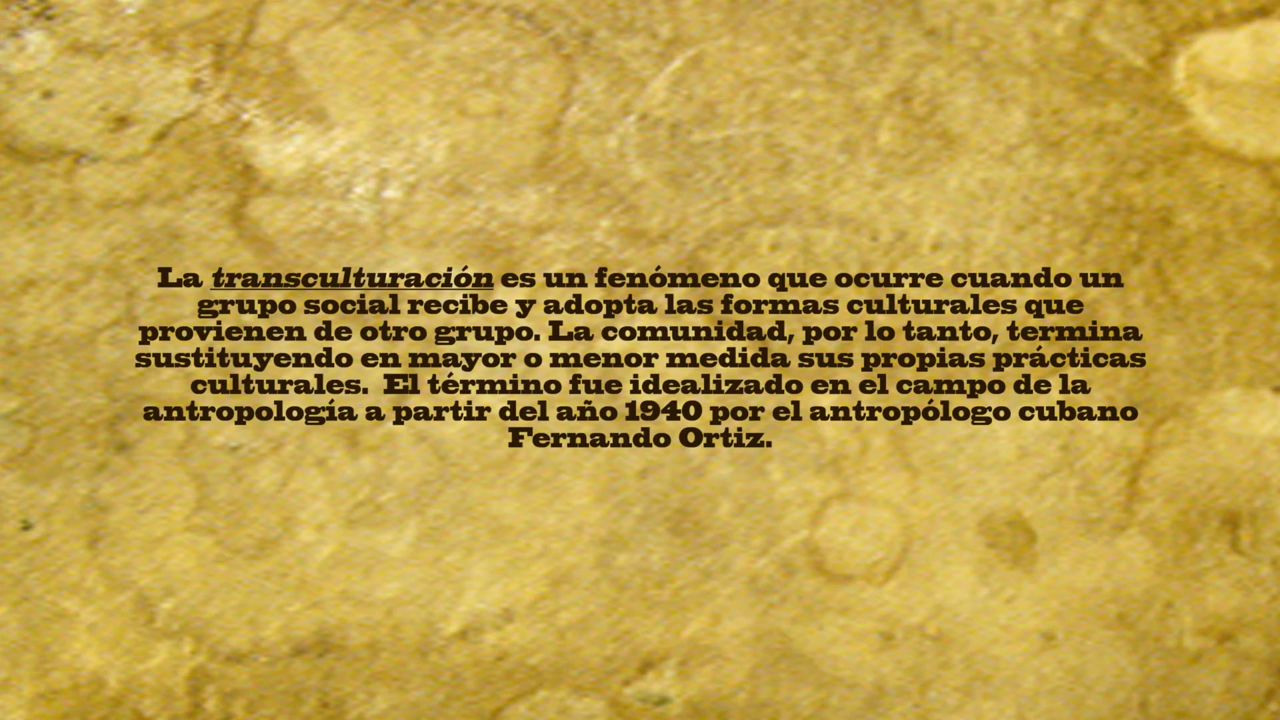 La transculturación es un fenómeno que ocurre cuando un
grupo social recibe y adopta las formas culturales que
provienen de otro grupo. La comunidad, por lo tanto, termina
sustituyendo en mayor o menor medida sus propias prácticas
culturales.  El término fue idealizado en el campo de la
antropología a partir del año 1940 por el antropólogo cubano
Fernando Ortiz.